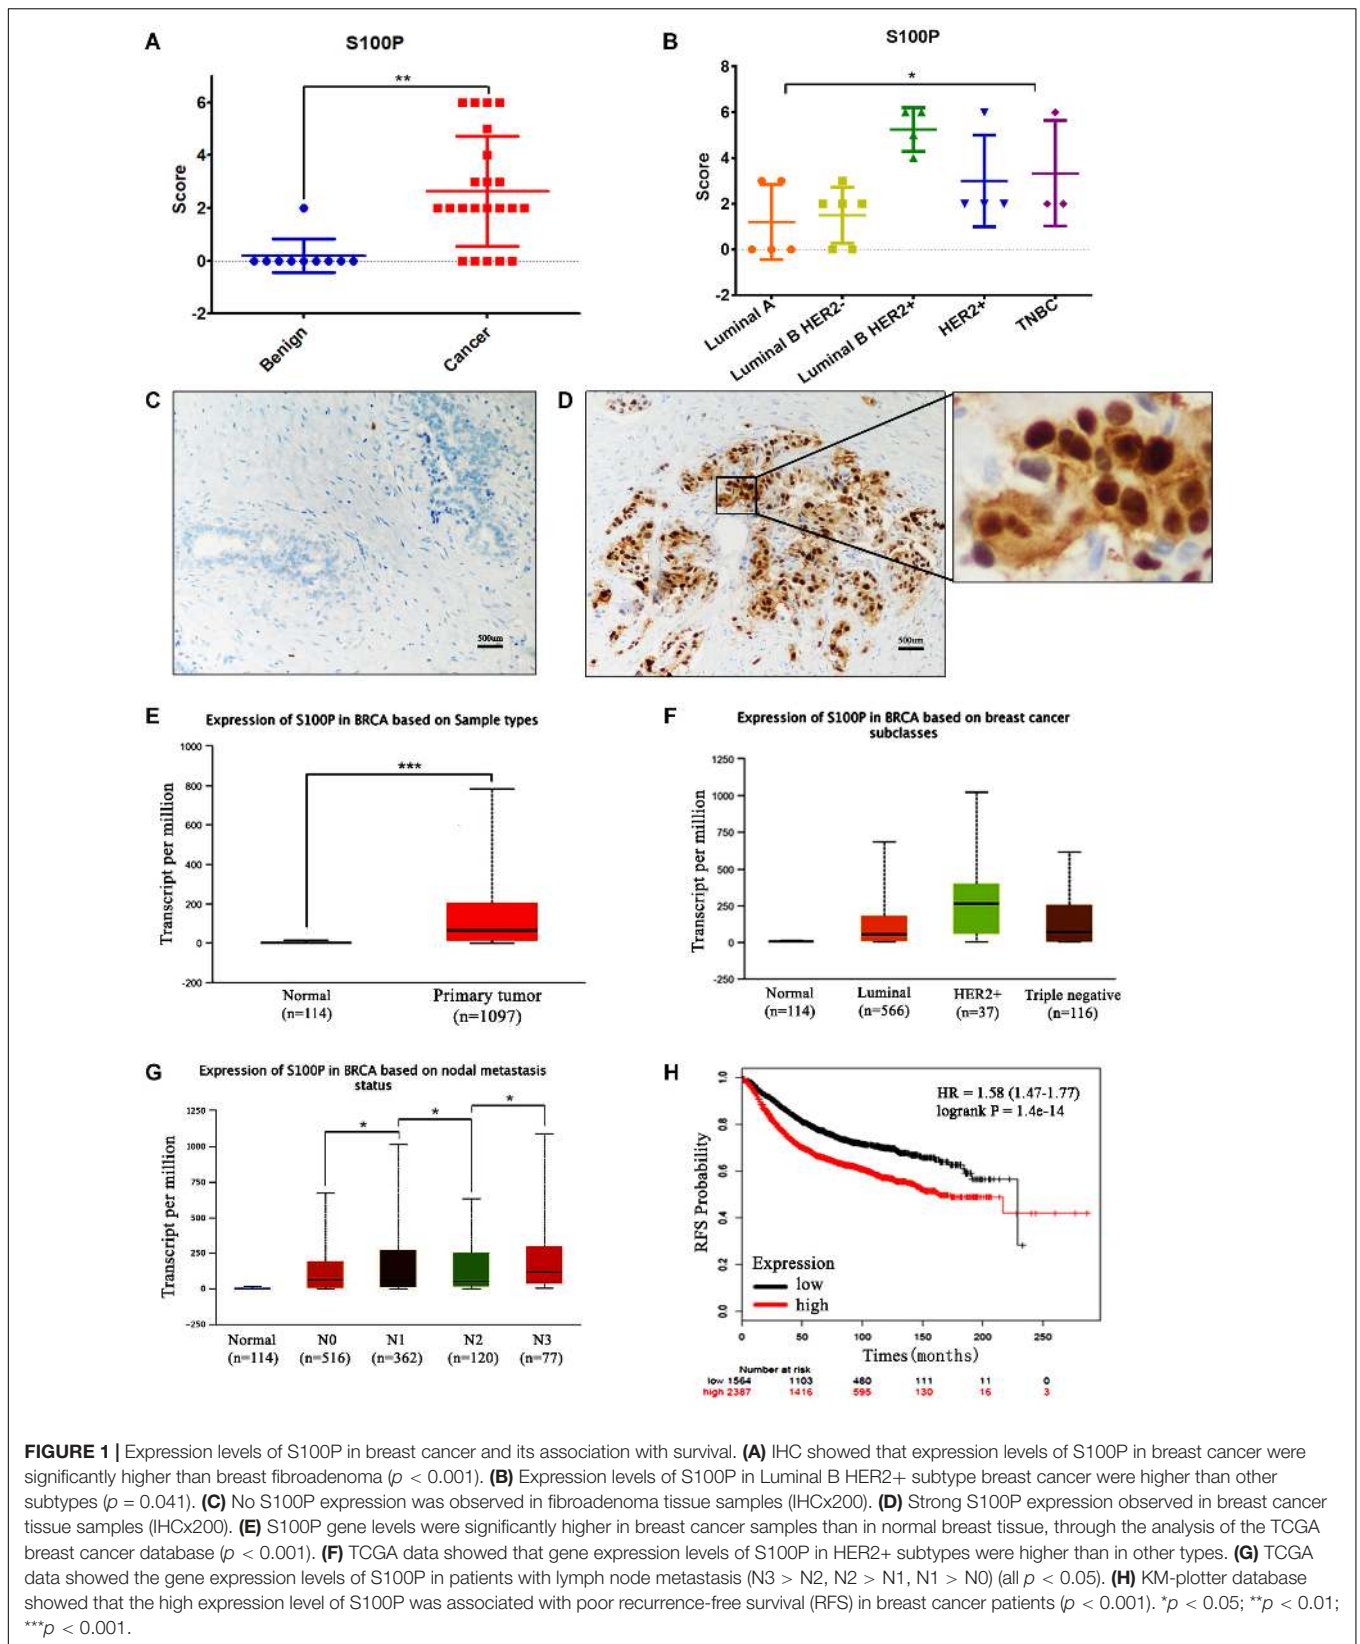 A
S100P
**
Score
6
4
2
0
-2
Benign
Cancer
B
S100P
*
Score
8
6
4
2
0
-2
Luminal A
Luminal B HER2-
Luminal B HER2+
HER2+
TNBC
C
500um
D
500um
E
Expression of S100P in BRCA based on Sample types
Transcript per million
1000
800
600
400
200
0
-200
***
Normal
(n=114)
Primary tumor
(n=1097)
F
Expression of S100P in BRCA based on breast cancer
subclasses
Transcript per million
1250
1000
750
500
250
0
-250
Normal
(n=114)
Luminal
(n=566)
HER2+
(n=37)
Triple negative
(n=116)
G
Expression of S100P in BRCA based on nodal metastasis
status
Transcript per million
1250
1000
750
500
250
0
-250
*
*
*
Normal
(n=114)
N0
(n=516)
N1
(n=362)
N2
(n=120)
N3
(n=77)
H
RFS Probability
1.0
0.8
0.6
0.4
0.2
0.0
HR = 1.58 (1.47-1.77)
logrank P = 1.4e-14
Expression
low
high
0 50 100 150 200 250
Times(months)
Number at risk
low 1564 1103 480 111 11 0
high 2387 1416 595 130 16 3
FIGURE 1 | Expression levels of S100P in breast cancer and its association with survival. (A) IHC showed that expression levels of S100P in breast cancer were
significantly higher than breast fibroadenoma (p < 0.001). (B) Expression levels of S100P in Luminal B HER2+ subtype breast cancer were higher than other
subtypes (p = 0.041). (C) No S100P expression was observed in fibroadenoma tissue samples (IHCx200). (D) Strong S100P expression observed in breast cancer
tissue samples (IHCx200). (E) S100P gene levels were significantly higher in breast cancer samples than in normal breast tissue, through the analysis of the TCGA
breast cancer database (p < 0.001). (F) TCGA data showed that gene expression levels of S100P in HER2+ subtypes were higher than in other types. (G) TCGA
data showed the gene expression levels of S100P in patients with lymph node metastasis (N3 > N2, N2 > N1, N1 > N0) (all p < 0.05). (H) KM-plotter database
showed that the high expression level of S100P was associated with poor recurrence-free survival (RFS) in breast cancer patients (p < 0.001). *p < 0.05; **p < 0.01;
***p < 0.001.